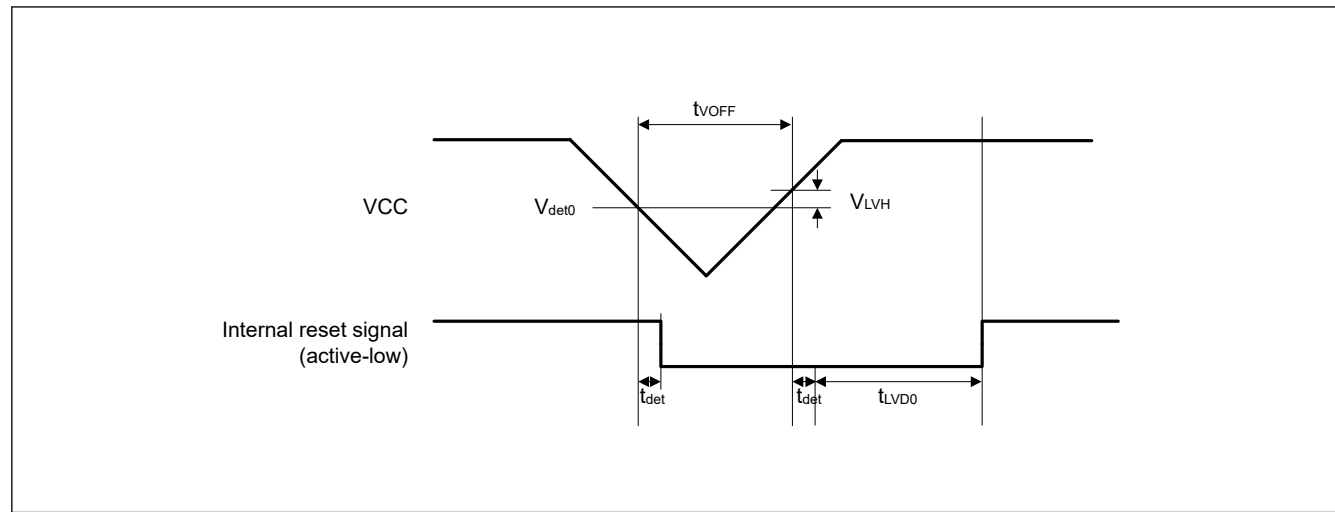 tVOFF
VCC
Vdet0
VLVH
Internal reset signal
(active-low)
tdet
tdet
tLVD0